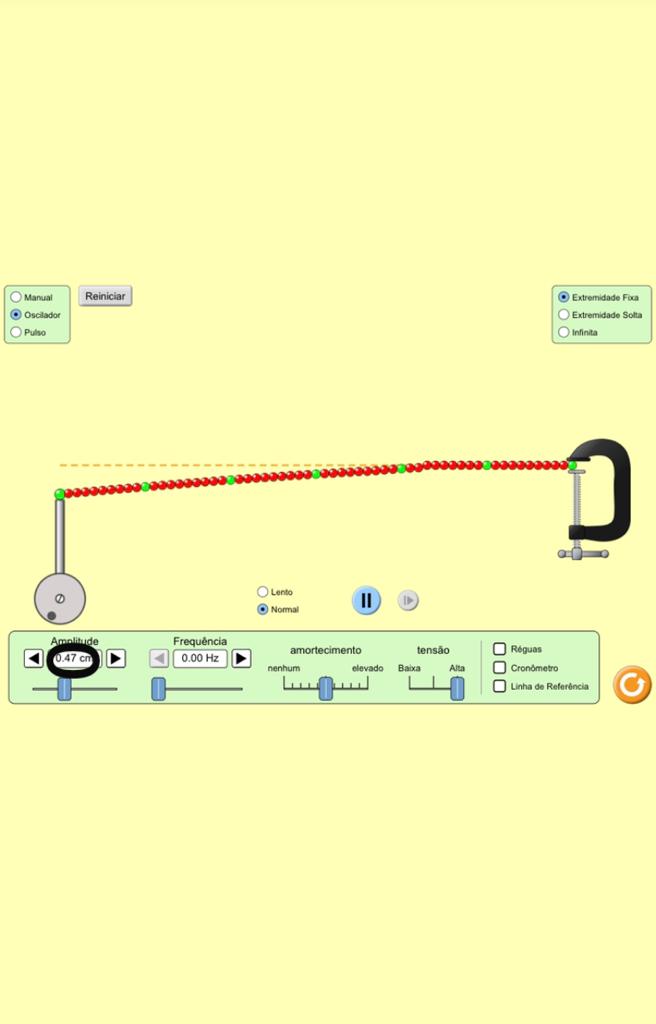 Manual
Oscilador
Pulso
Reiniciar
Extremidade Fixa
Extremidade Solta
Infinita
Lento
Normal
Amplitude
0.47 cm
Frequência
0.00 Hz
amortecimento
nenhum elevado
tensão
Baixa Alta
Réguas
Cronômetro
Linha de Referência